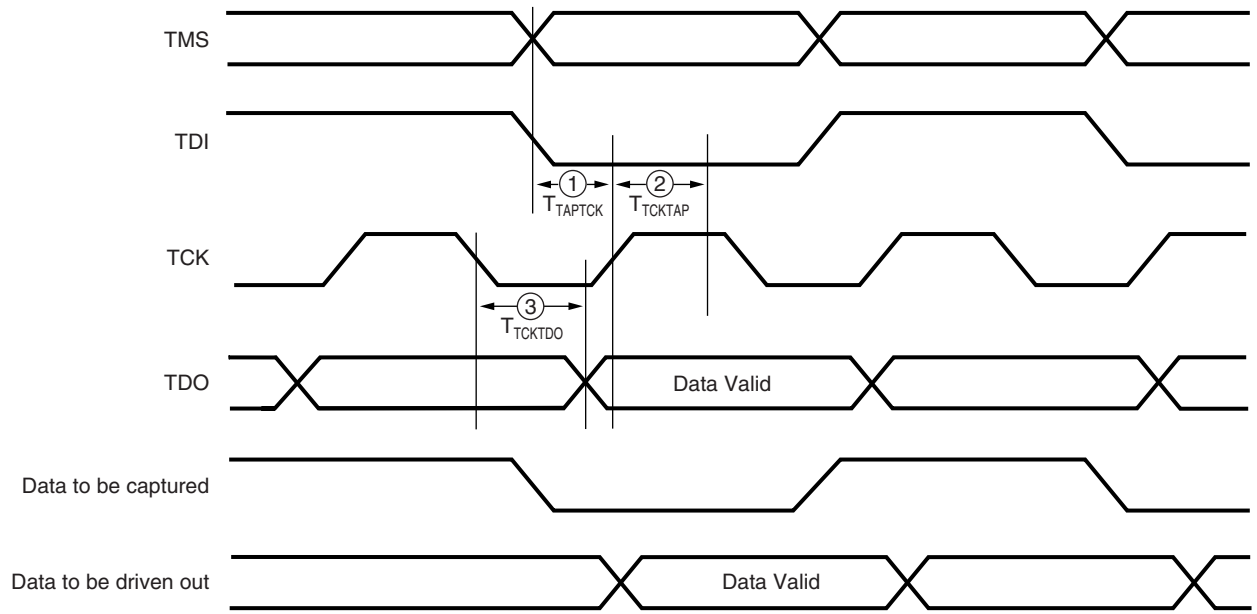 TMS
TDI
1 2
TTAPTCK TTCKTAP
TCK
3
TTCKTDO
TDO Data Valid
Data to be captured
Data to be driven out Data Valid